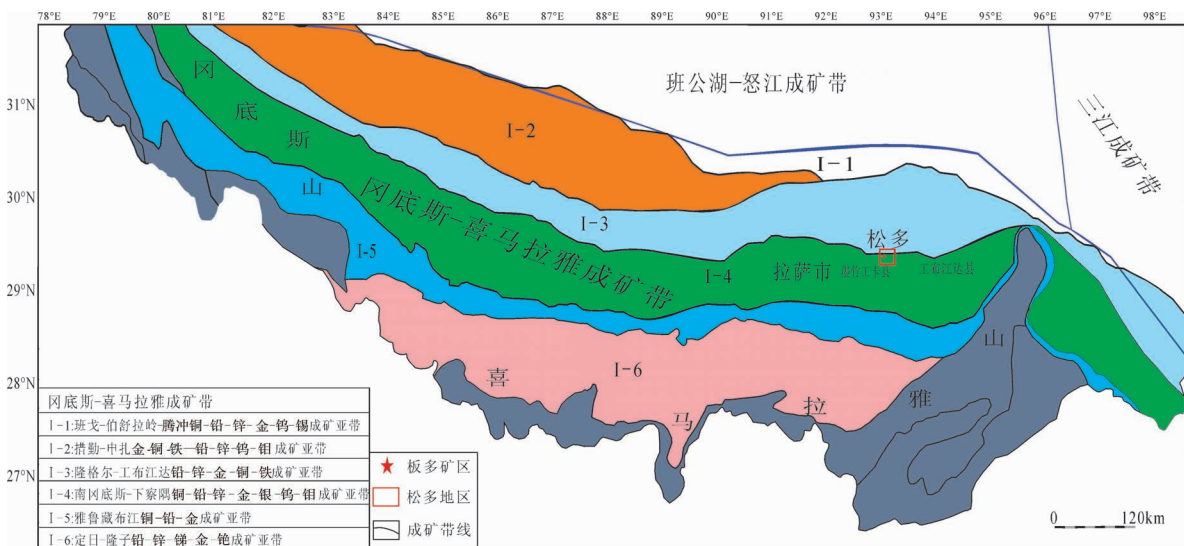 78°E 79°E 80°E 81°E 82°E 83°E 84°E 85°E 86°E 87°E 88°E 89°E 90°E 91°E 92°E 93°E 94°E 95°E 96°E 97°E 98°E
31°N
30°N
29°N
28°N
27°N
班公湖-怒江成矿带
三江成矿带
冈底斯山
冈底斯-喜马拉雅成矿带
I-2
I-1
I-3
I-5
I-4
I-6
松多
拉萨市
墨竹工卡县
工布江达县
喜马拉雅山
冈底斯-喜马拉雅成矿带
I-1:班戈-伯舒拉岭-腾冲铜-铅-锌-金-钨-锡成矿亚带
I-2:措勤-申扎金-铜-铁—铅-锌-钨-钼成矿亚带
I-3:隆格尔-工布江达铅-锌-金-铜-铁成矿亚带
I-4:南冈底斯-下察隅铜-铅-锌-金-银-钨-钼成矿亚带
I-5:雅鲁藏布江铜-铅-金成矿亚带
I-6:定日-隆子铅-锌-锑-金-铯成矿亚带
板多矿区
松多地区
成矿带线
0 120km